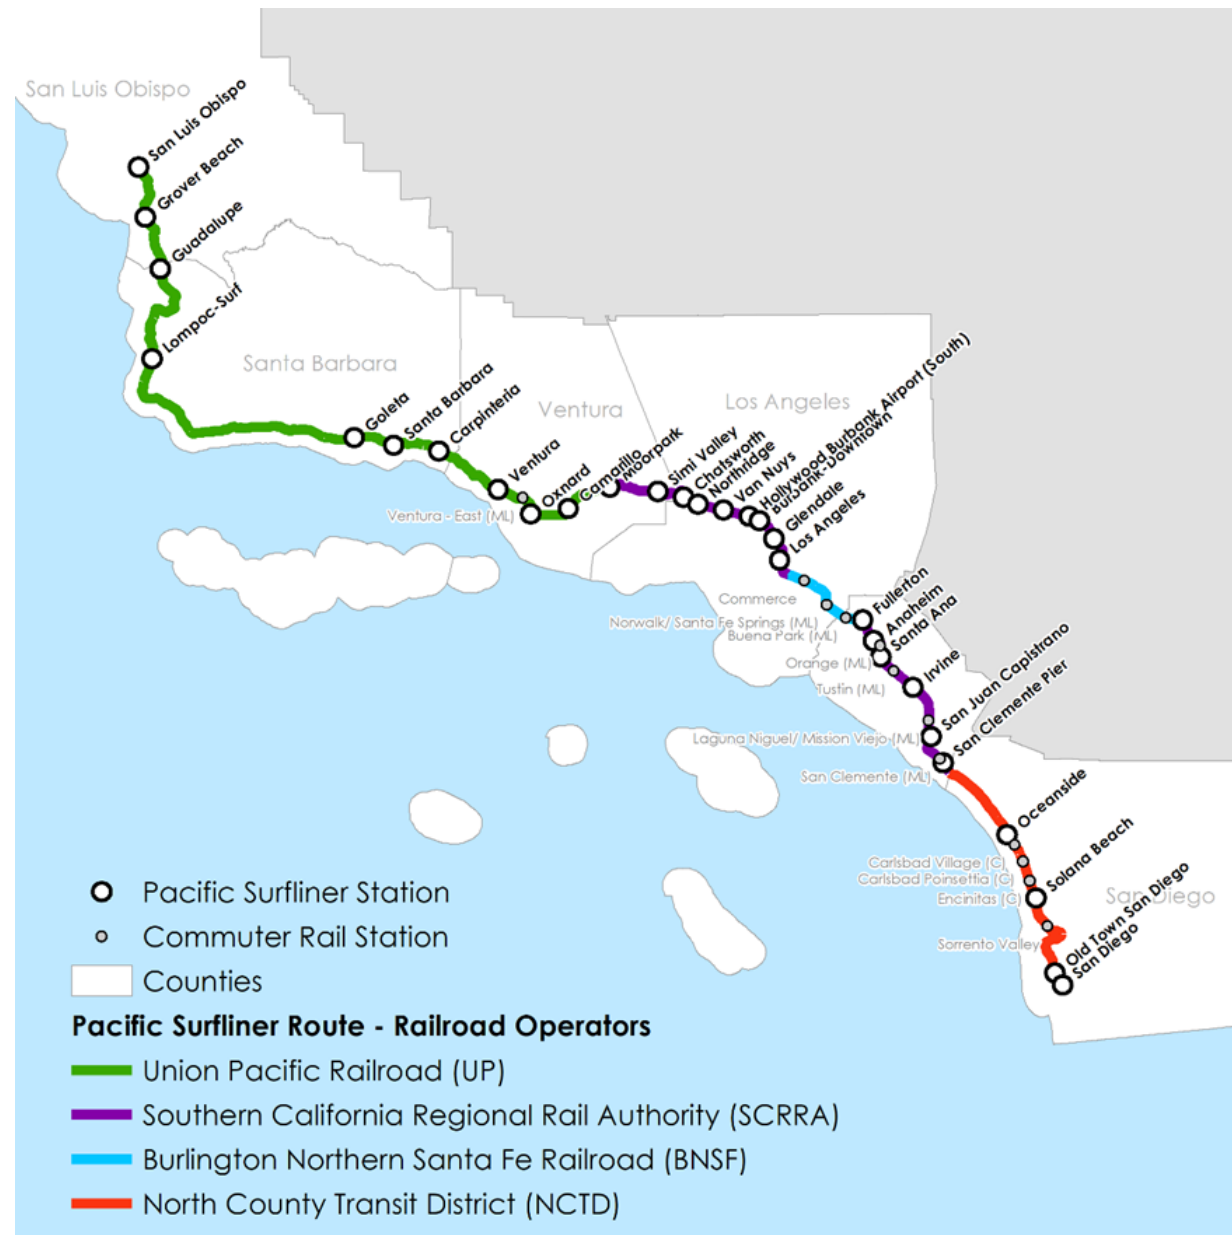 San Luis Obispo
San Luis Obispo
Grover Beach
Guadalupe
Lompoc-Surf
Santa Barbara
Goleta
Santa Barbara
Carpinteria
Ventura
Ventura
Ventura - East (ML)
Oxnard
Camarillo
Moorpark
Los Angeles
Simi Valley
Chatsworth
Northridge
Van Nuys
Hollywood Burbank Airport (South)
Burbank-Downtown
Glendale
Los Angeles
Commerce
Norwalk/ Santa Fe Springs (ML)
Buena Park (ML)
Fullerton
Anaheim
Santa Ana
Orange (ML)
Tustin (ML)
Irvine
Laguna Niguel/ Mission Viejo (ML)
San Juan Capistrano
San Clemente Pier
San Clemente (ML)
Oceanside
Carlsbad Village (C)
Carlsbad Poinsettia (C)
Encinitas (C)
Solana Beach
San Diego
Sorrento Valley
Old Town San Diego
San Diego
Pacific Surfliner Station
Commuter Rail Station
Counties
Pacific Surfliner Route - Railroad Operators
Union Pacific Railroad (UP)
Southern California Regional Rail Authority (SCRRA)
Burlington Northern Santa Fe Railroad (BNSF)
North County Transit District (NCTD)